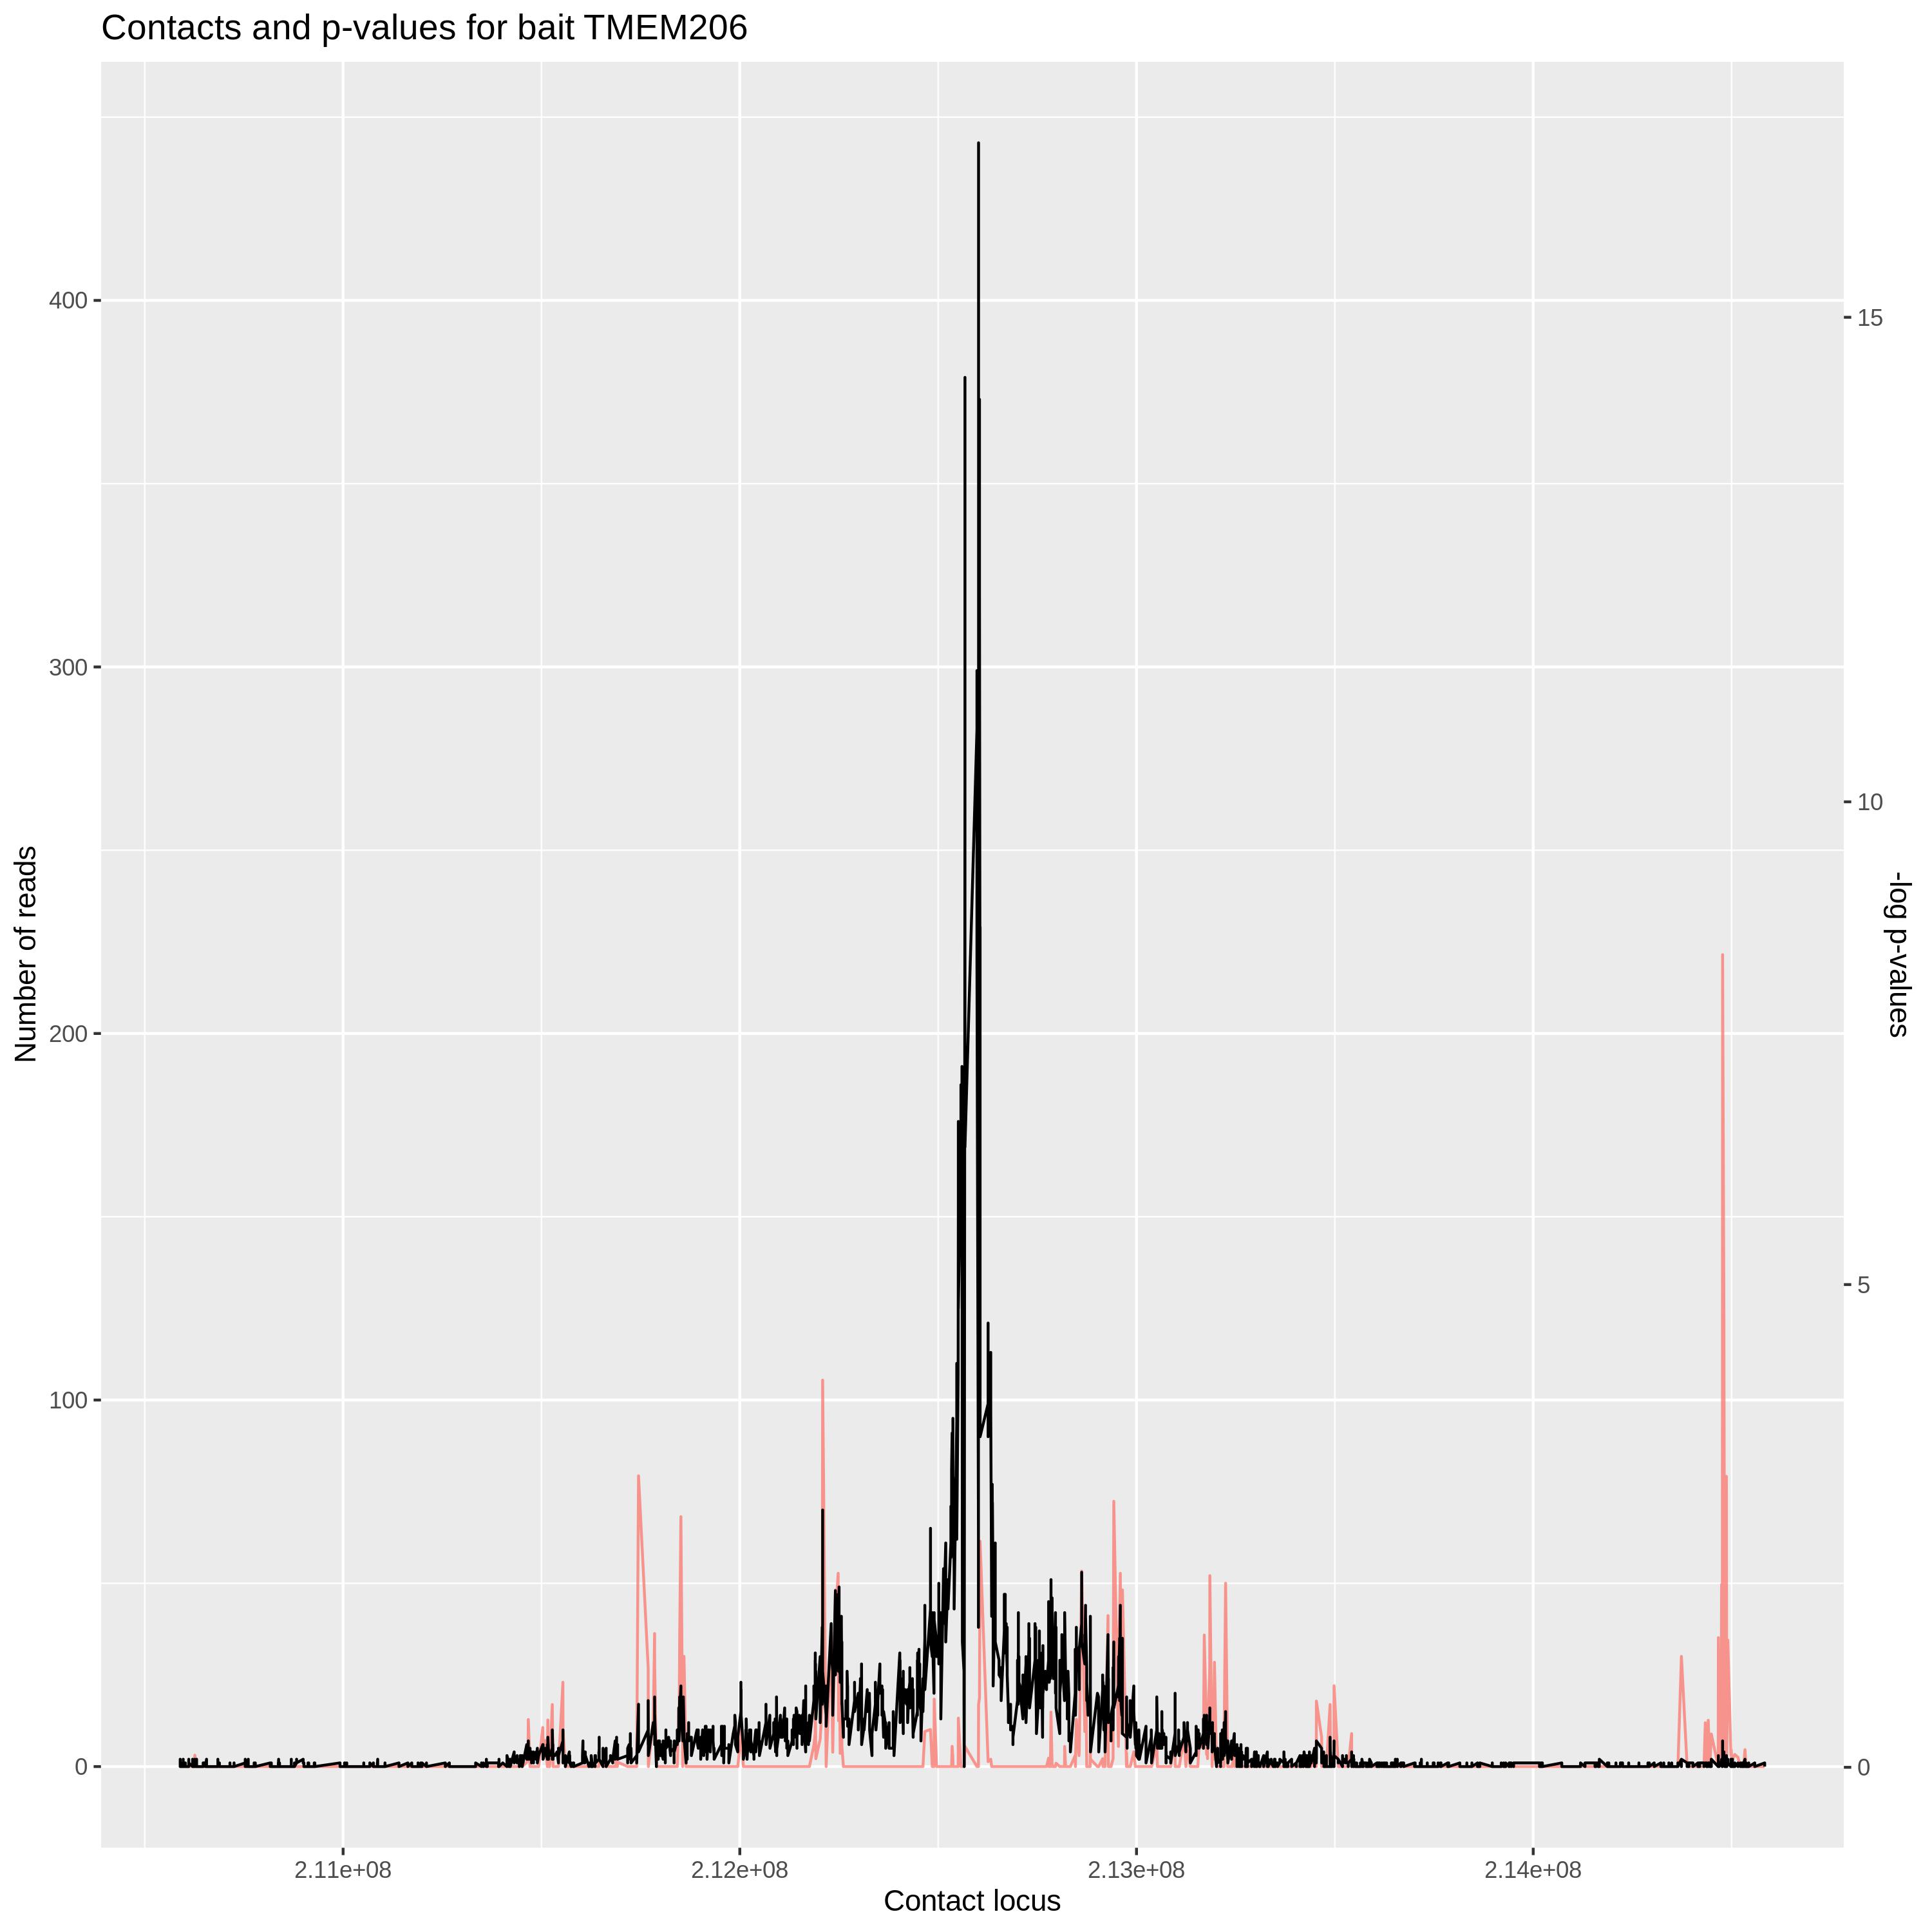 Contacts and p-values for bait TMEM206
Number of reads
400
300
200
100
0
15
10
5
0
-log p-values
2.11e+08
2.12e+08
2.13e+08
2.14e+08
Contact locus